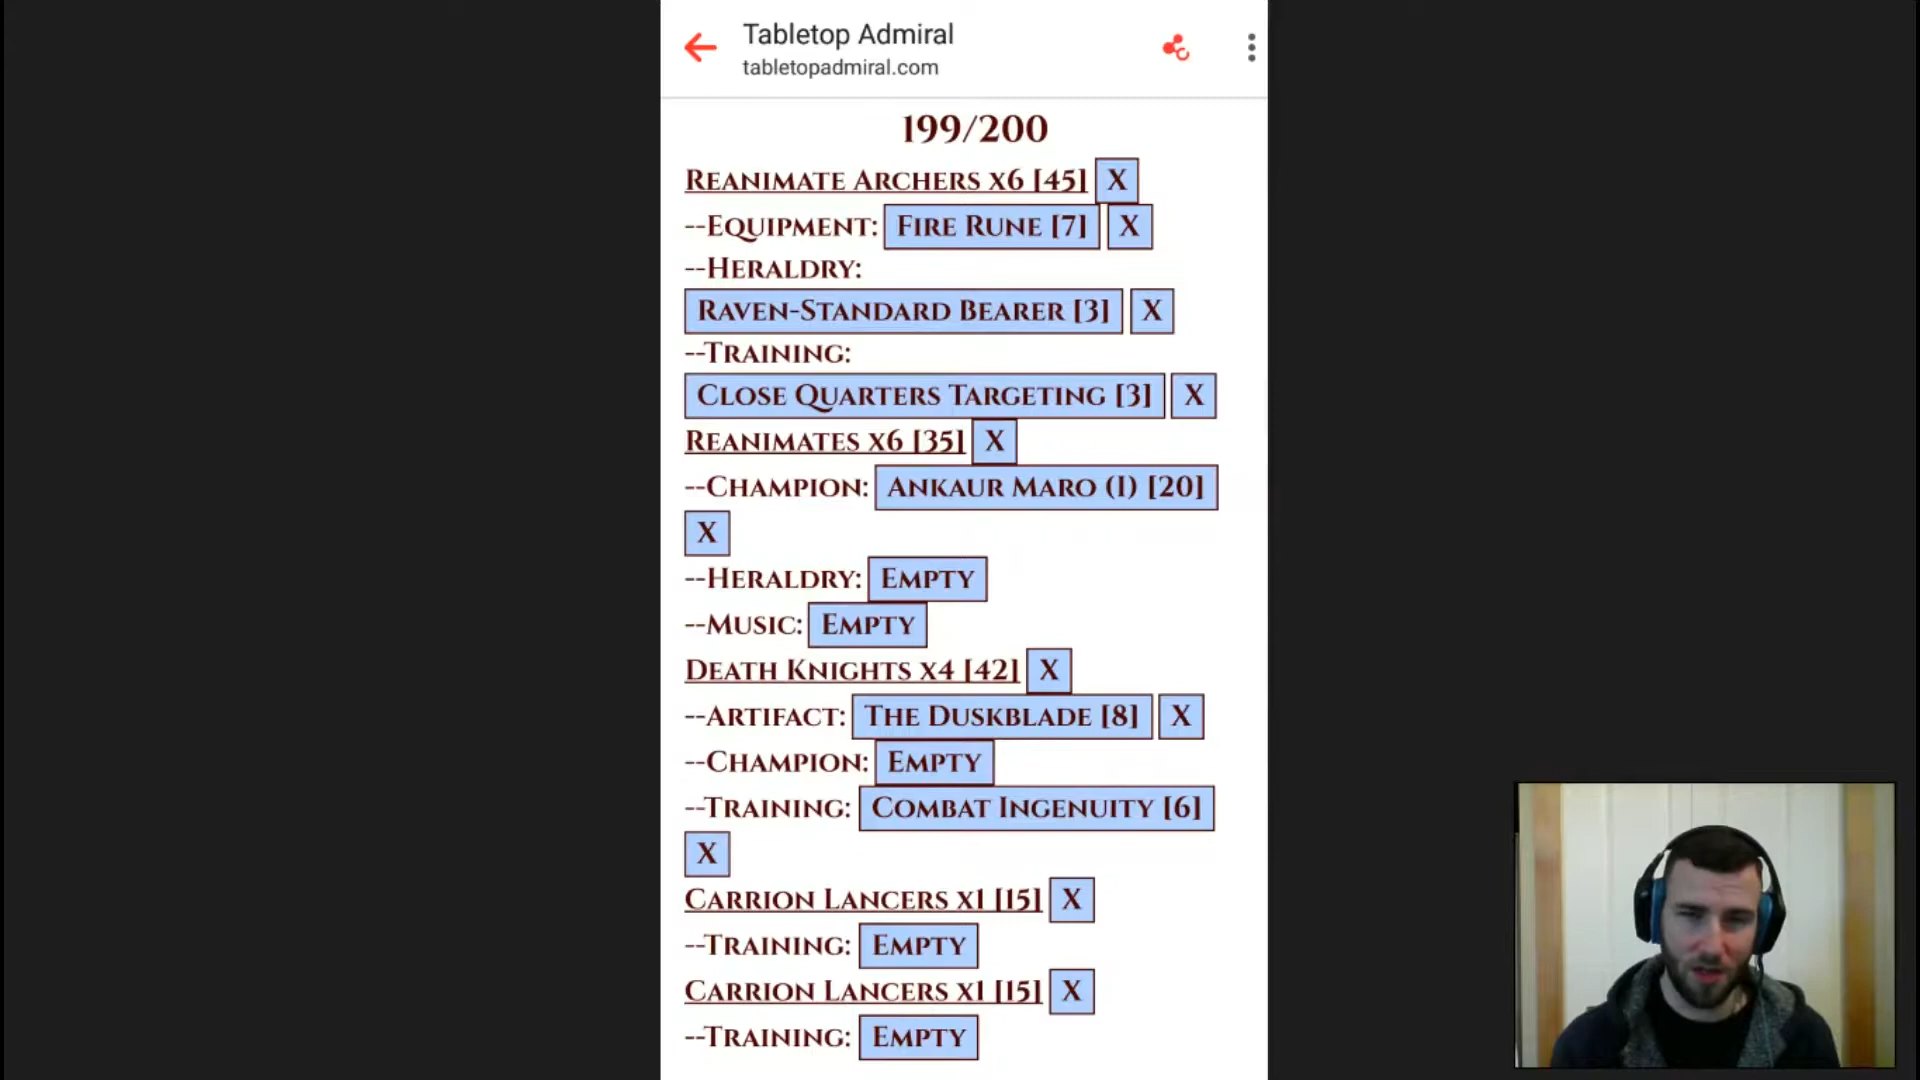 Tabletop Admiral
tabletopadmiral.com
199/200
Reanimate Archers x6 [45] X
--Equipment: Fire Rune [7] X
--Heraldry:
Raven-Standard Bearer [3] X
--Training:
Close Quarters Targeting [3] X
Reanimates x6 [35] X
--Champion: Ankaur Maro (I) [20]
X
--Heraldry: Empty
--Music: Empty
Death Knights x4 [42] X
--Artifact: The Duskblade [8] X
--Champion: Empty
--Training: Combat Ingenuity [6]
X
Carrion Lancers x1 [15] X
--Training: Empty
Carrion Lancers x1 [15] X
--Training: Empty